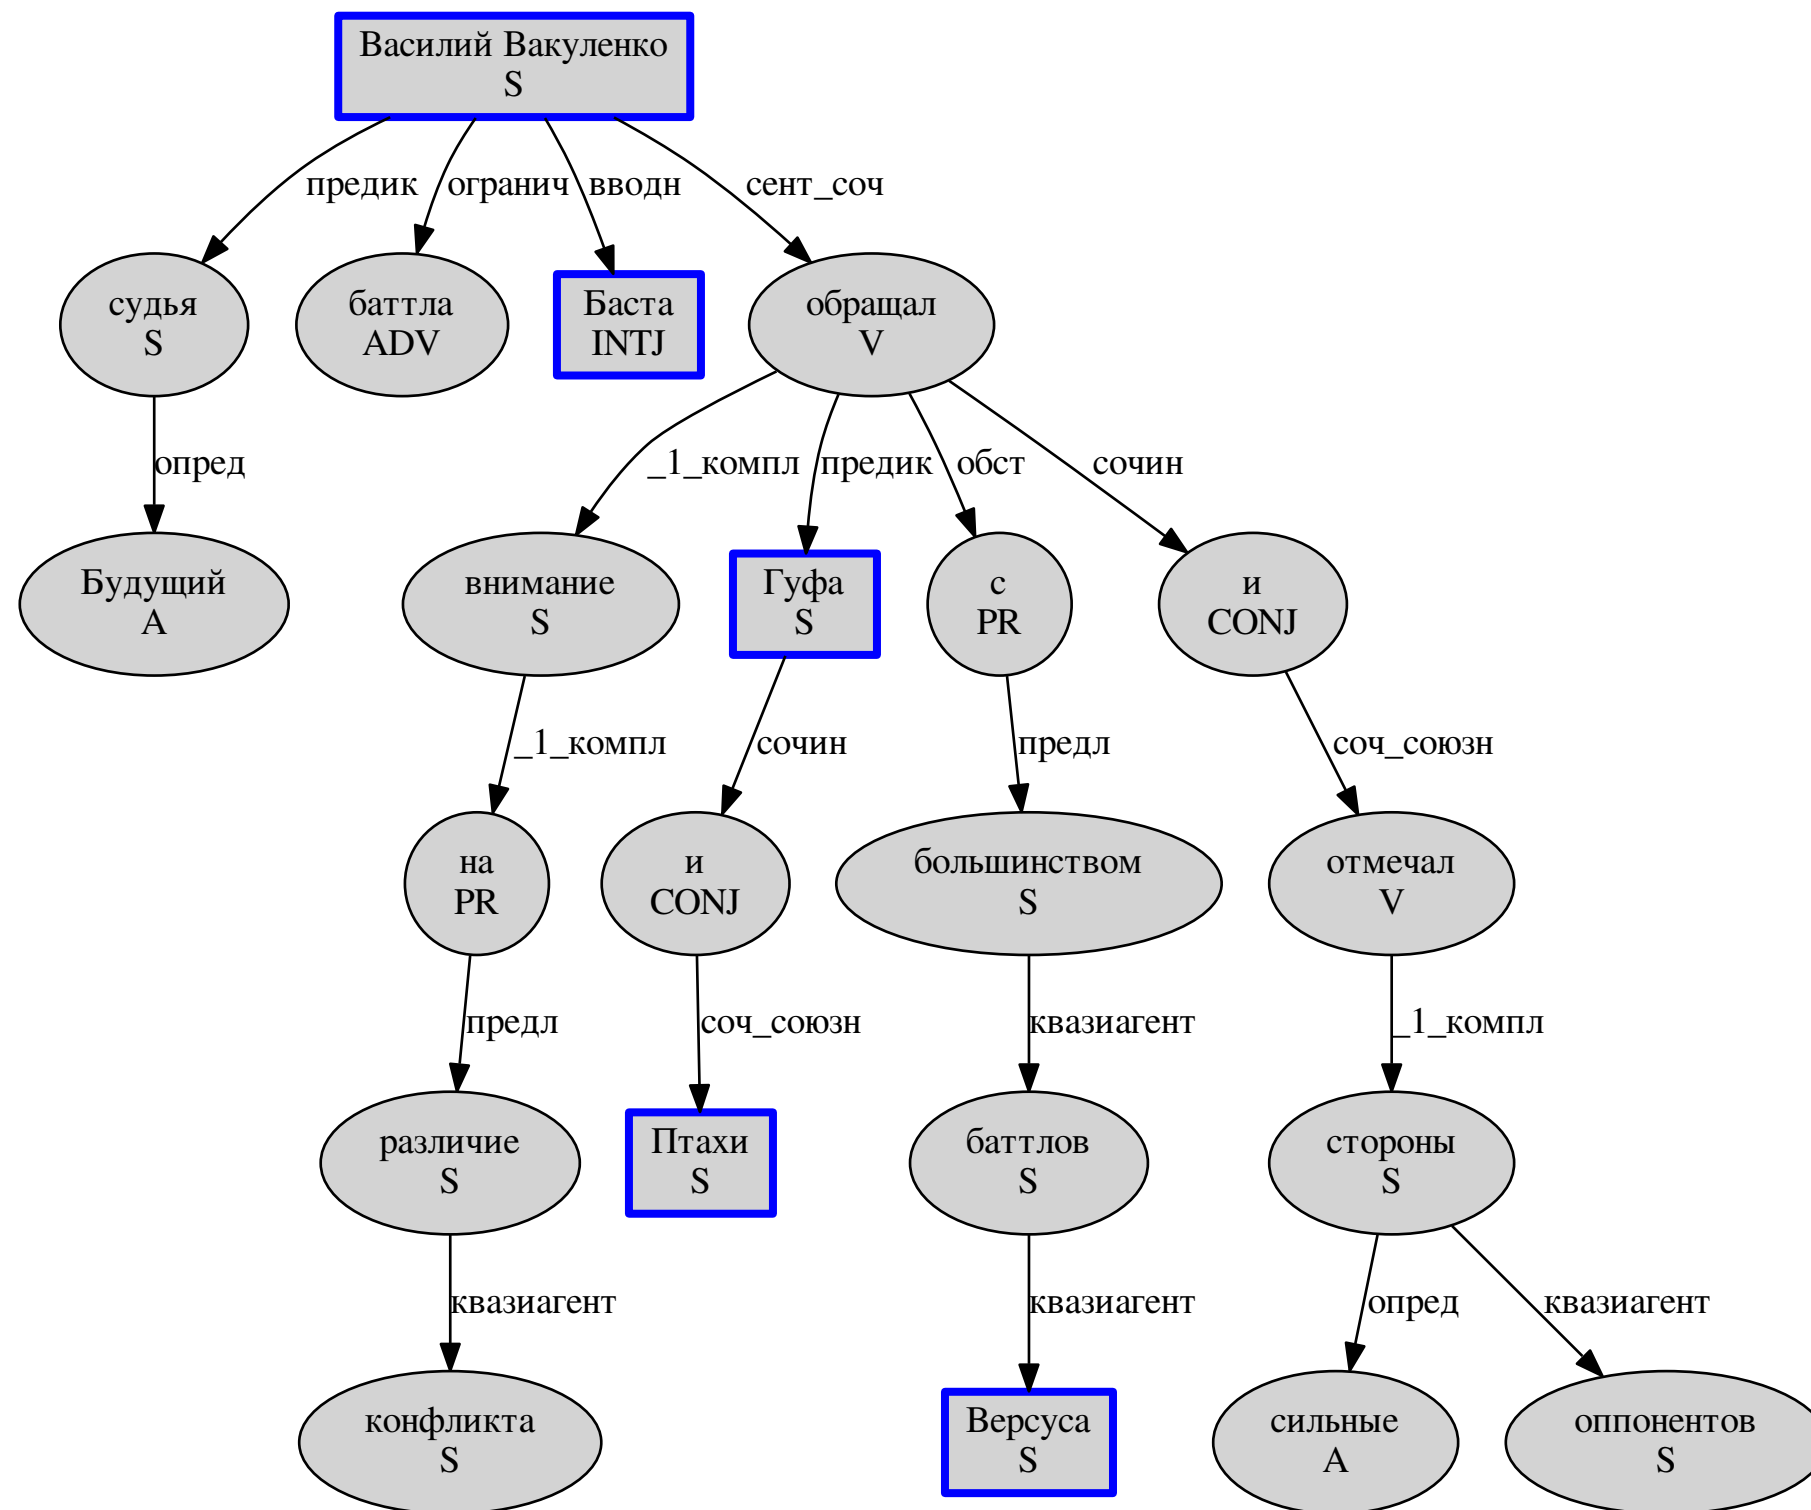 Василий Вакуленко
S
предик
огранич
вводн
сент_соч
судья
S
баттла
ADV
Баста
INTJ
обращал
V
опред
_1_компл
предик
обст
сочин
Будущий
A
внимание
S
Гуфа
S
с
PR
и
CONJ
_1_компл
сочин
предл
соч_союзн
на
PR
и
CONJ
большинством
S
отмечал
V
предл
соч_союзн
квазиагент
_1_компл
различие
S
Птахи
S
баттлов
S
стороны
S
квазиагент
квазиагент
опред
квазиагент
конфликта
S
Версуса
S
сильные
A
оппонентов
S